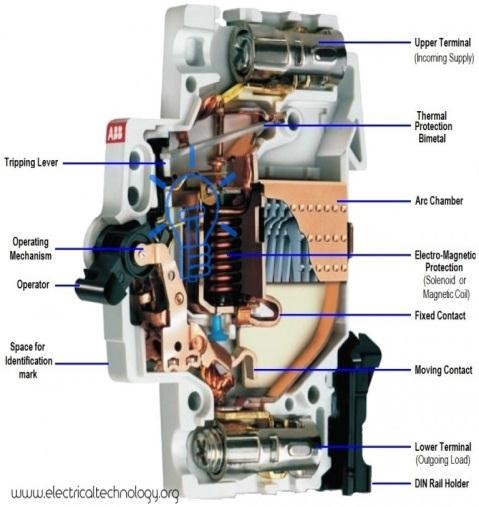 Upper Terminal
(Incoming Supply)
Thermal
Protection
Bimetal
ABB
Tripping Lever
Arc Chamber
Operating
Mechanism
Electro-Magnetic
Protection
(Solenoid or
Magnetic Coil)
Operator
Fixed Contact
Space for
Identification
mark
Moving Contact
Lower Terminal
(Outgoing Load)
DIN Rail Holder
www.electricaltechnology.org